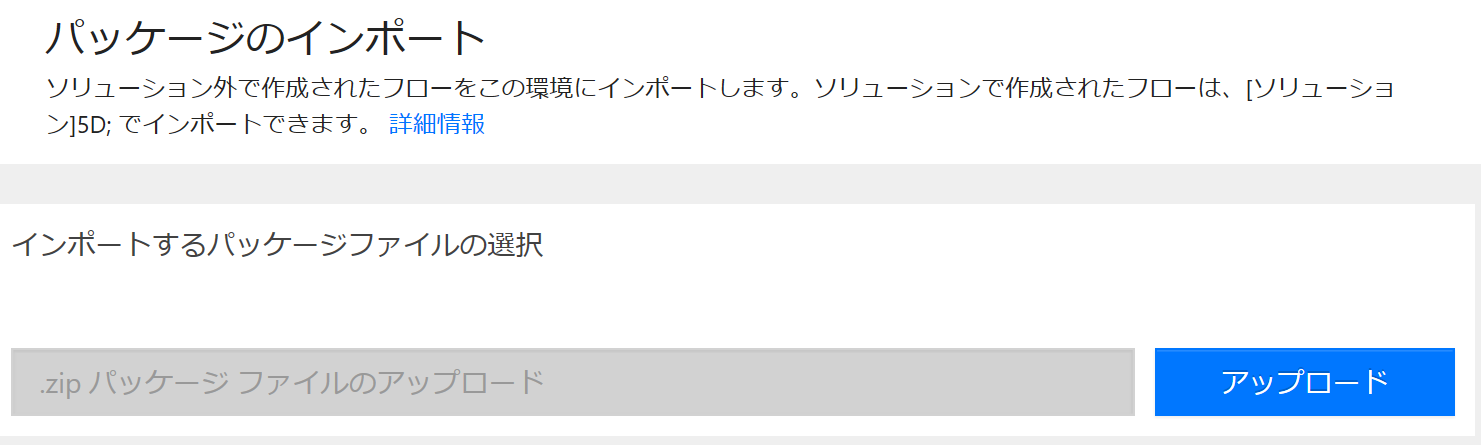 パッケージのインポート
ソリューション外で作成されたフローをこの環境にインポートします。ソリューションで作成されたフローは、[ソリューショ
ン]5D; でインポートできます。 詳細情報
インポートするパッケージファイルの選択
.zip パッケージ ファイルのアップロード
アップロード